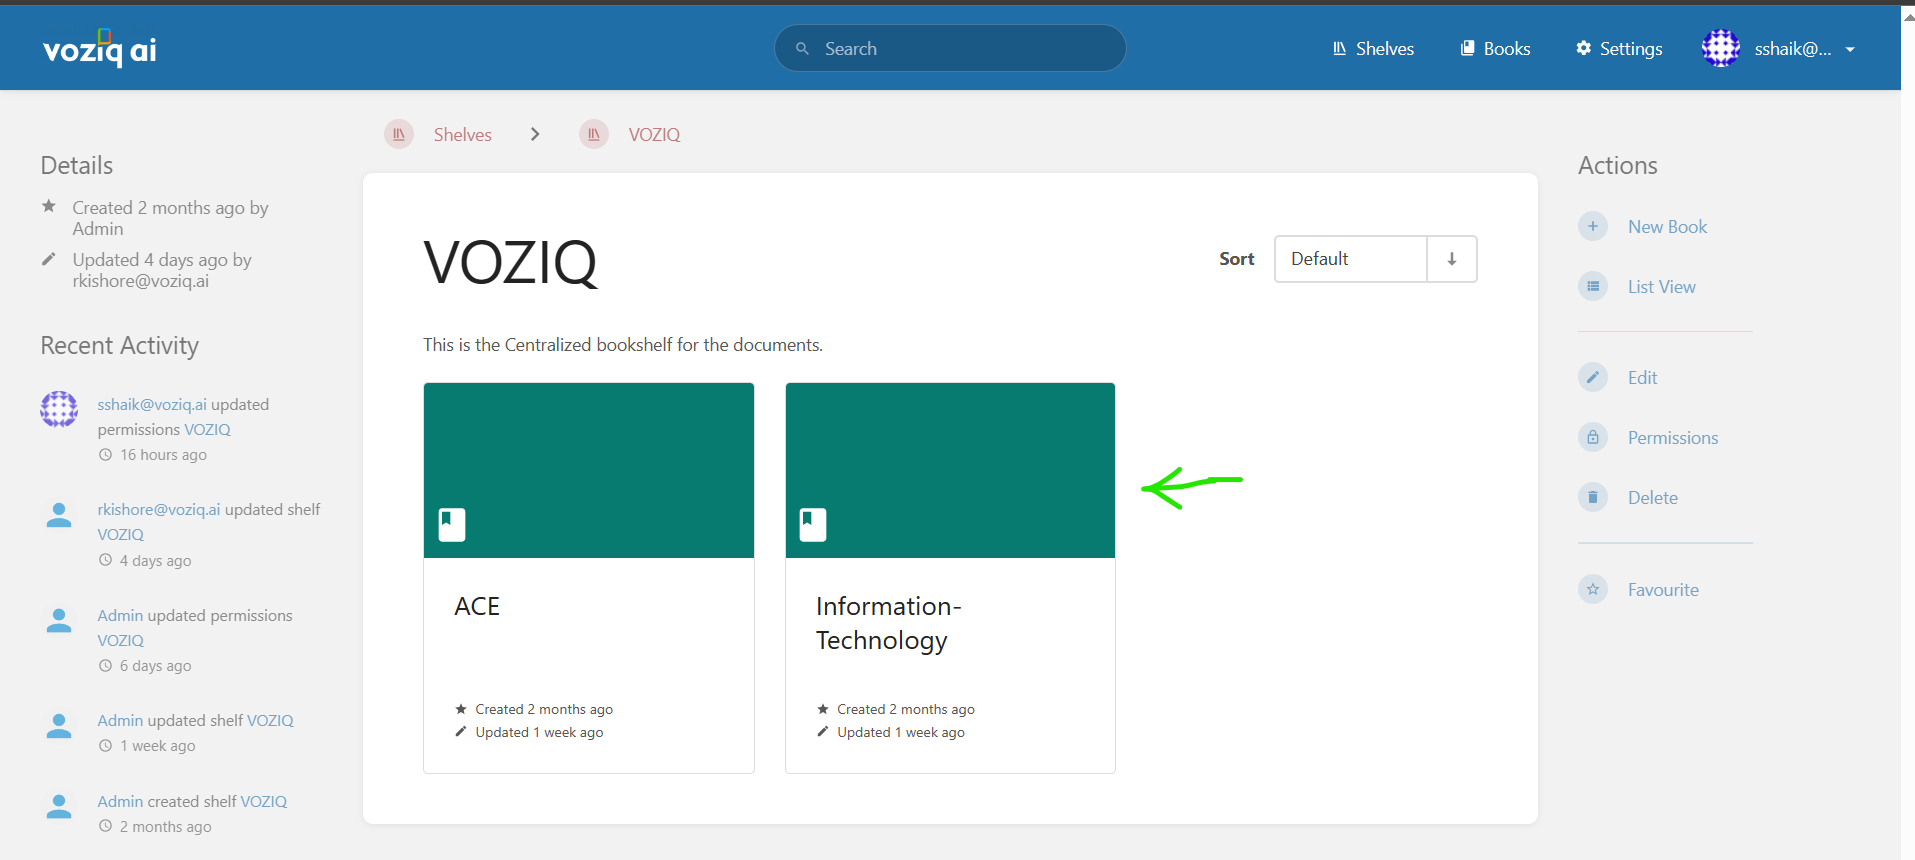 voziq ai
Search
Shelves
Books
Settings
sshaik@...
Shelves
VOZIQ
Details
Created 2 months ago by
Admin
Updated 4 days ago by
rkishore@voziq.ai
Recent Activity
sshaik@voziq.ai updated
permissions VOZIQ
16 hours ago
rkishore@voziq.ai updated shelf
VOZIQ
4 days ago
Admin updated permissions
VOZIQ
6 days ago
Admin updated shelf VOZIQ
1 week ago
Admin created shelf VOZIQ
2 months ago
VOZIQ
Sort
Default
This is the Centralized bookshelf for the documents.
ACE
Created 2 months ago
Updated 1 week ago
Information-
Technology
Created 2 months ago
Updated 1 week ago
Actions
New Book
List View
Edit
Permissions
Delete
Favourite